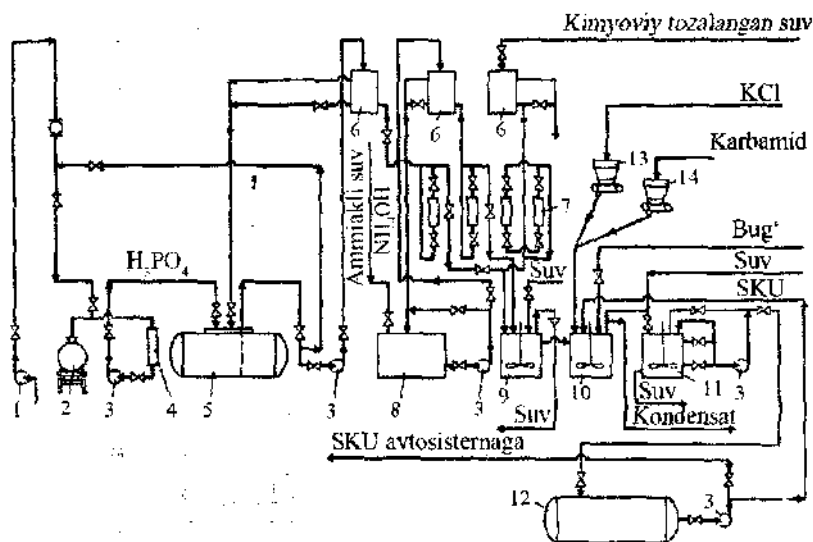 Kimyoviy tozalangan suv
KCl
Karbamid
Bug‘
Suv
SKU
H₃PO₄
Ammiakli suv
NH₄OH
Suv
6
6
6
13
14
7
1
2
3
4
5
3
8
3
9
10
11
3
Suv
Suv
Kondensat
SKU avtosisternaga
12
3